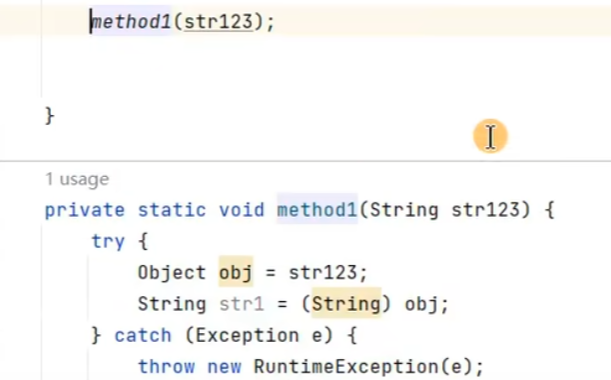 method1(str123);
}
1 usage
private static void method1(String str123) {
try {
Object obj = str123;
String str1 = (String) obj;
} catch (Exception e) {
throw new RuntimeException(e);